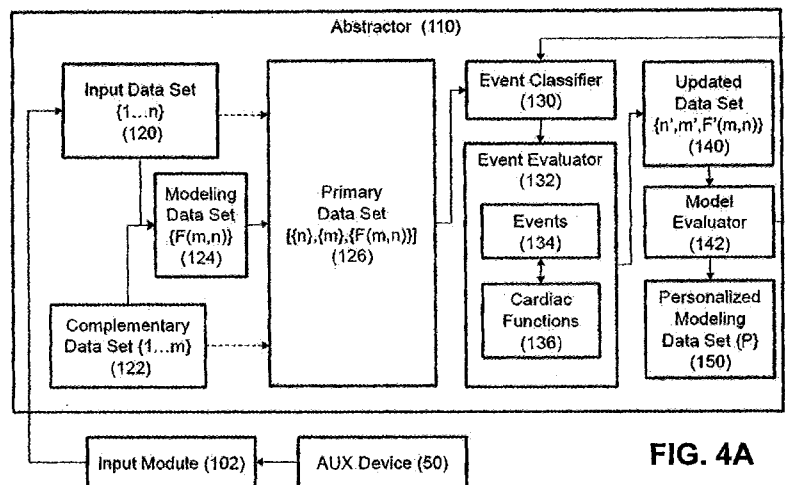 Abstractor (110)
Input Data Set
{1...n}
(120)
Modeling
Data Set
{F(m,n)}
(124)
Complementary
Data Set {1...m}
(122)
Primary
Data Set
[{n},{m},{F(m,n)}]
(126)
Event Classifier
(130)
Event Evaluator
(132)
Events
(134)
Cardiac
Functions
(136)
Updated
Data Set
{n',m',F'(m,n)}
(140)
Model
Evaluator
(142)
Personalized
Modeling
Data Set {P}
(150)
Input Module (102)
AUX Device (50)
FIG. 4A